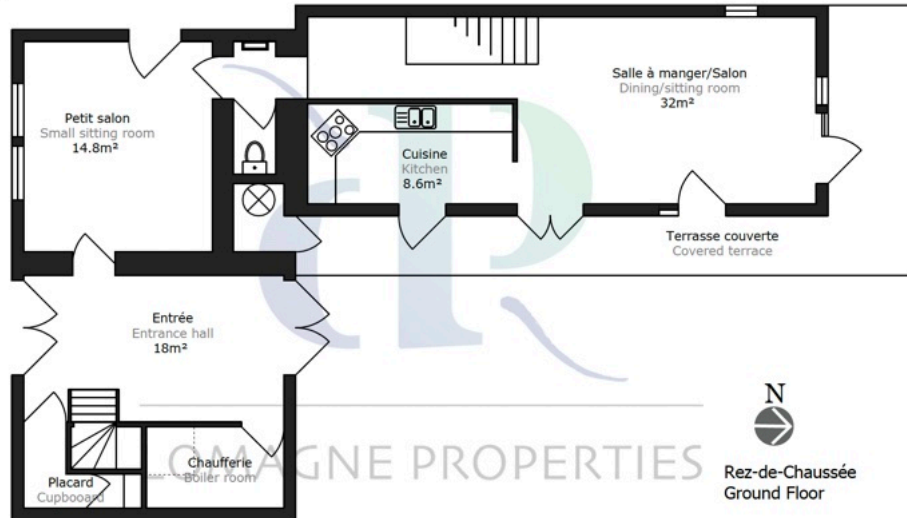 Petit salon
Small sitting room
14.8m²
Salle à manger/Salon
Dining/sitting room
32m²
Cuisine
Kitchen
8.6m²
Terrasse couverte
Covered terrace
Entrée
Entrance hall
18m²
Placard
Cupbooard
Chaufferie
Boiler room
OMAGNE PROPERTIES
N
Rez-de-Chaussée
Ground Floor